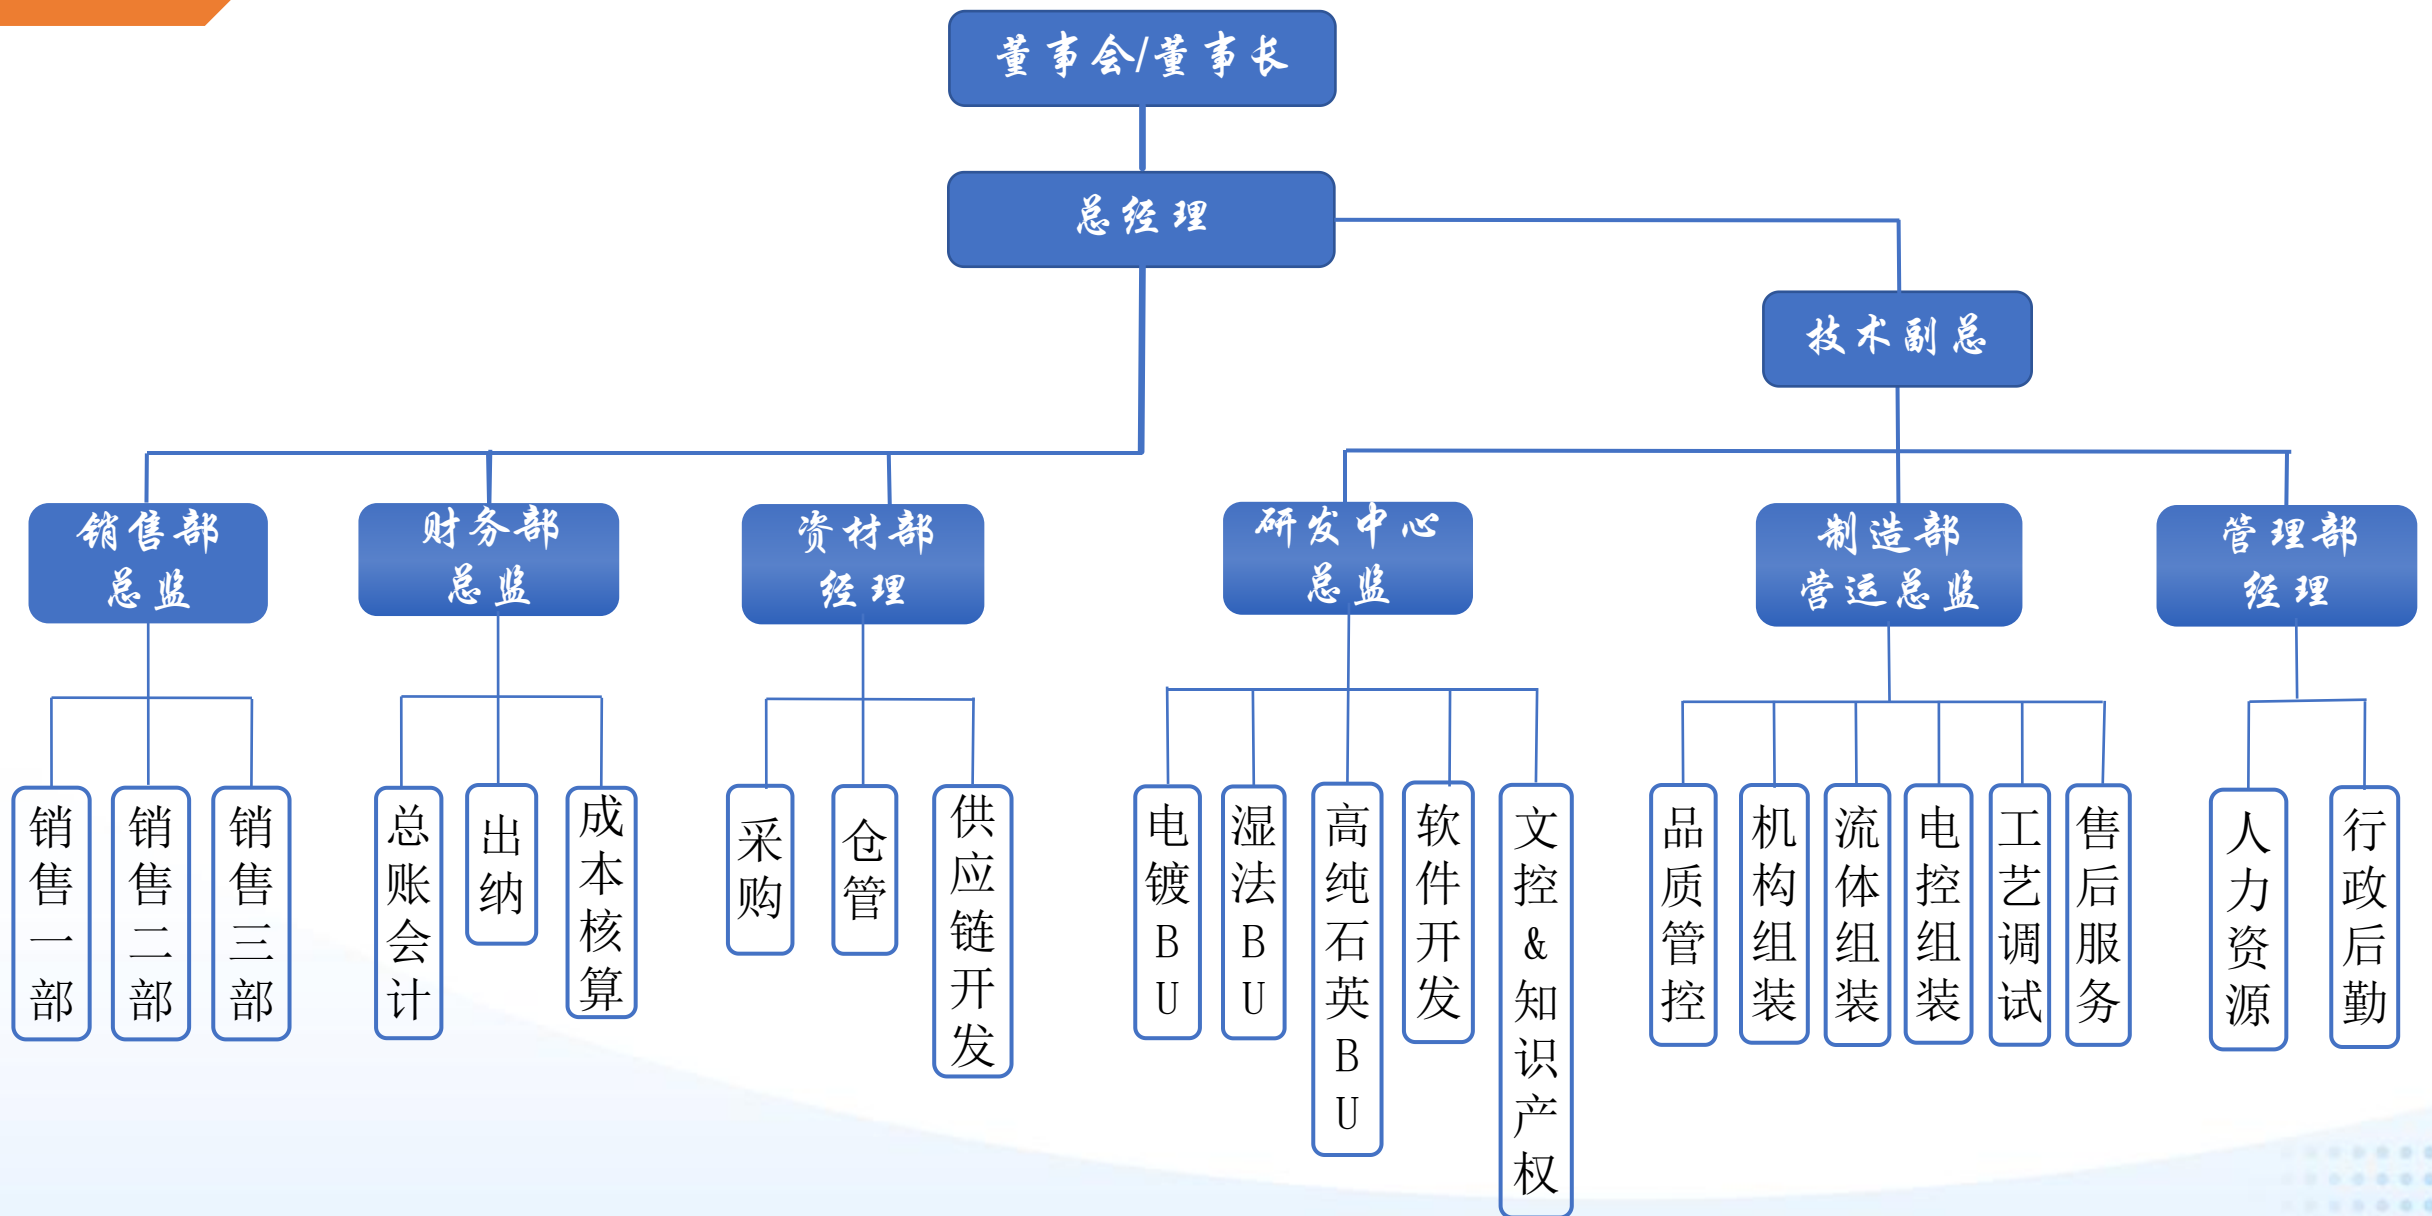 董事会/董事长
总经理
技术副总
销售部
总监
财务部
总监
资材部
经理
研发中心
总监
制造部
营运总监
管理部
经理
销售一部
销售二部
销售三部
总账会计
出纳
成本核算
采购
仓管
供应链开发
电镀BU
湿法BU
高纯石英BU
软件开发
文控&知识产权
品质管控
机构组装
流体组装
电控组装
工艺调试
售后服务
人力资源
行政后勤